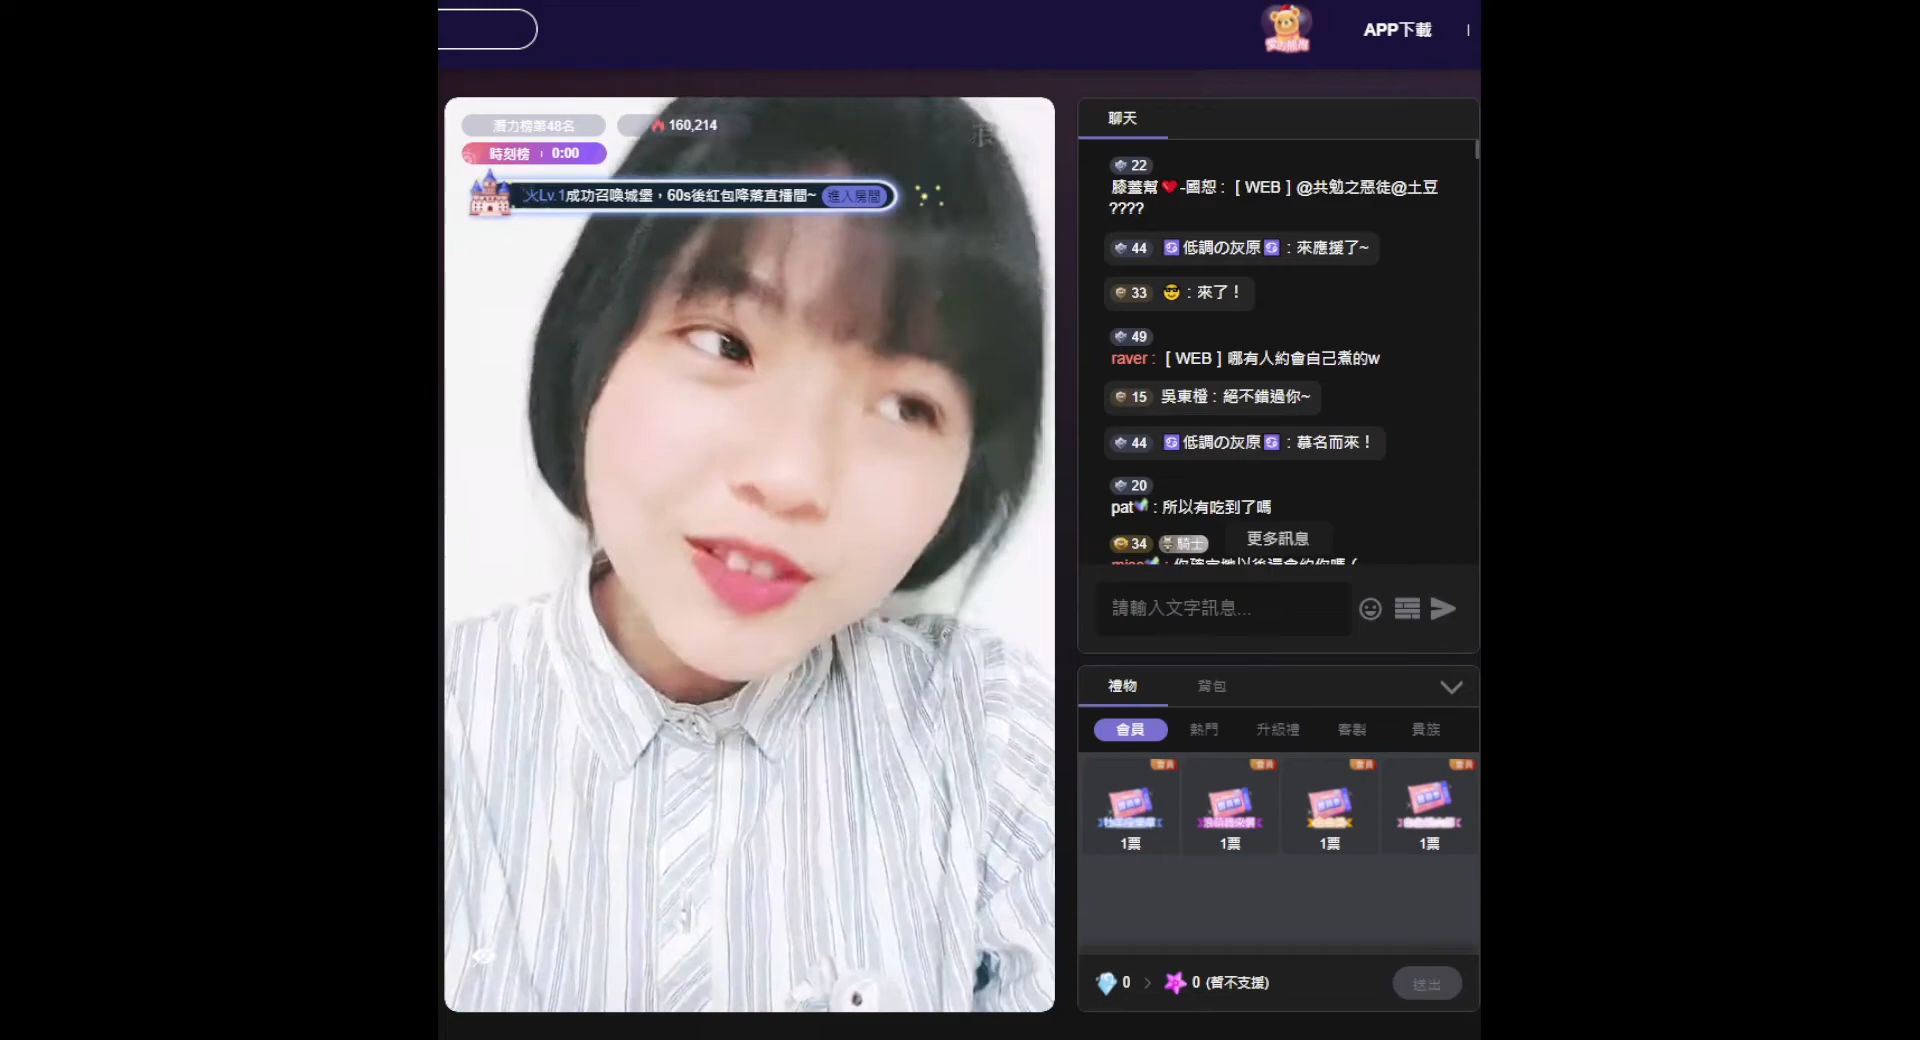 APP下載
潛力榜第48名
160,214
時刻榜 0:00
火Lv.1成功召喚城堡，60s後紅包降落直播間~ 進入房間
聊天
22
膝蓋幫❤️-國恕： [ WEB ] @共勉之惡徒@土豆
????
44 ♋低調の灰原♋：來應援了~
33 😎：來了！
49
raver： [ WEB ] 哪有人約會自己煮的w
15 吳東橙：絕不錯過你~
44 ♋低調の灰原♋：慕名而來！
20
pat：所以有吃到了嗎
34 騎士
更多訊息
請輸入文字訊息...
禮物 背包
會員 熱門 升級禮 客製 貴族
會員 會員 會員 會員
1票 1票 1票 1票
0 > 0 (暫不支援)
送出